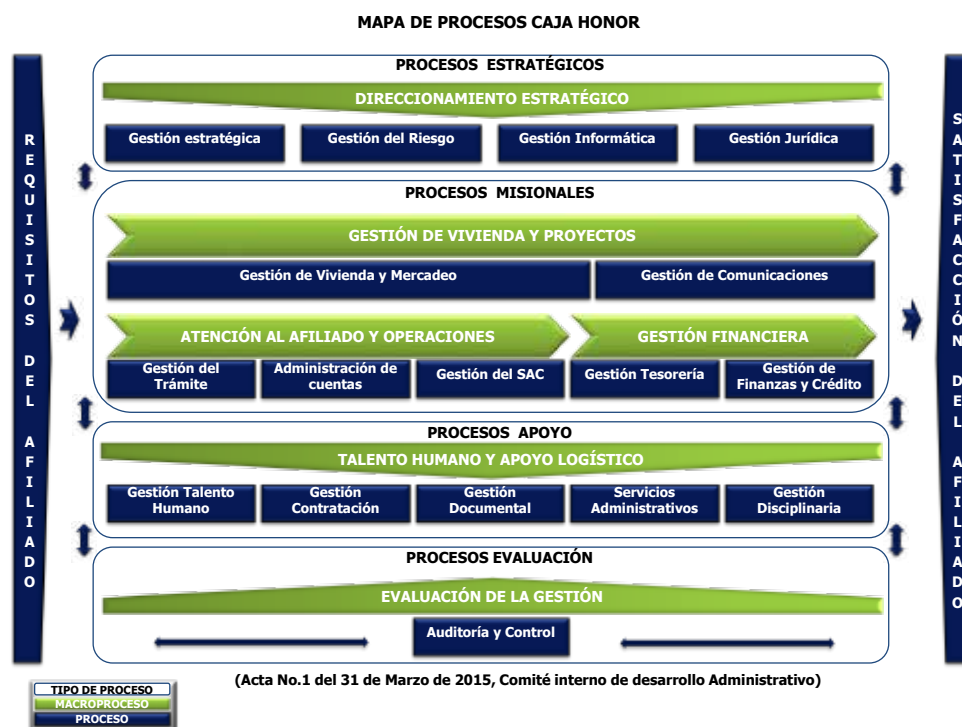 MAPA DE PROCESOS CAJA HONOR
REQUISITOS DEL AFILIADO
PROCESOS ESTRATÉGICOS
DIRECCIONAMIENTO ESTRATÉGICO
Gestión estratégica
Gestión del Riesgo
Gestión Informática
Gestión Jurídica
PROCESOS MISIONALES
GESTIÓN DE VIVIENDA Y PROYECTOS
Gestión de Vivienda y Mercadeo
Gestión de Comunicaciones
ATENCIÓN AL AFILIADO Y OPERACIONES
GESTIÓN FINANCIERA
Gestión del
Trámite
Administración de
cuentas
Gestión del SAC
Gestión Tesorería
Gestión de
Finanzas y Crédito
PROCESOS APOYO
TALENTO HUMANO Y APOYO LOGÍSTICO
Gestión Talento
Humano
Gestión
Contratación
Gestión
Documental
Servicios
Administrativos
Gestión
Disciplinaria
PROCESOS EVALUACIÓN
EVALUACIÓN DE LA GESTIÓN
Auditoría y Control
SATISFACCIÓN DEL AFILIADO
(Acta No.1 del 31 de Marzo de 2015, Comité interno de desarrollo Administrativo)
TIPO DE PROCESO
MACROPROCESO
PROCESO